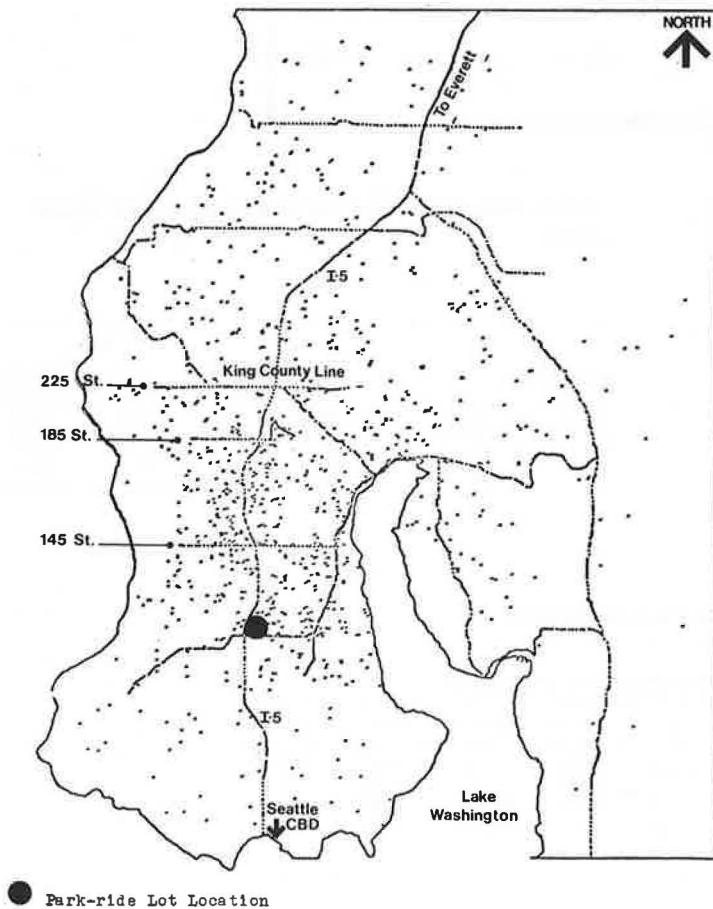 NORTH
To Everett
I-5
King County Line
225 St.
185 St.
145 St.
I-5
Seattle
CBD
Lake
Washington
Park-ride Lot Location